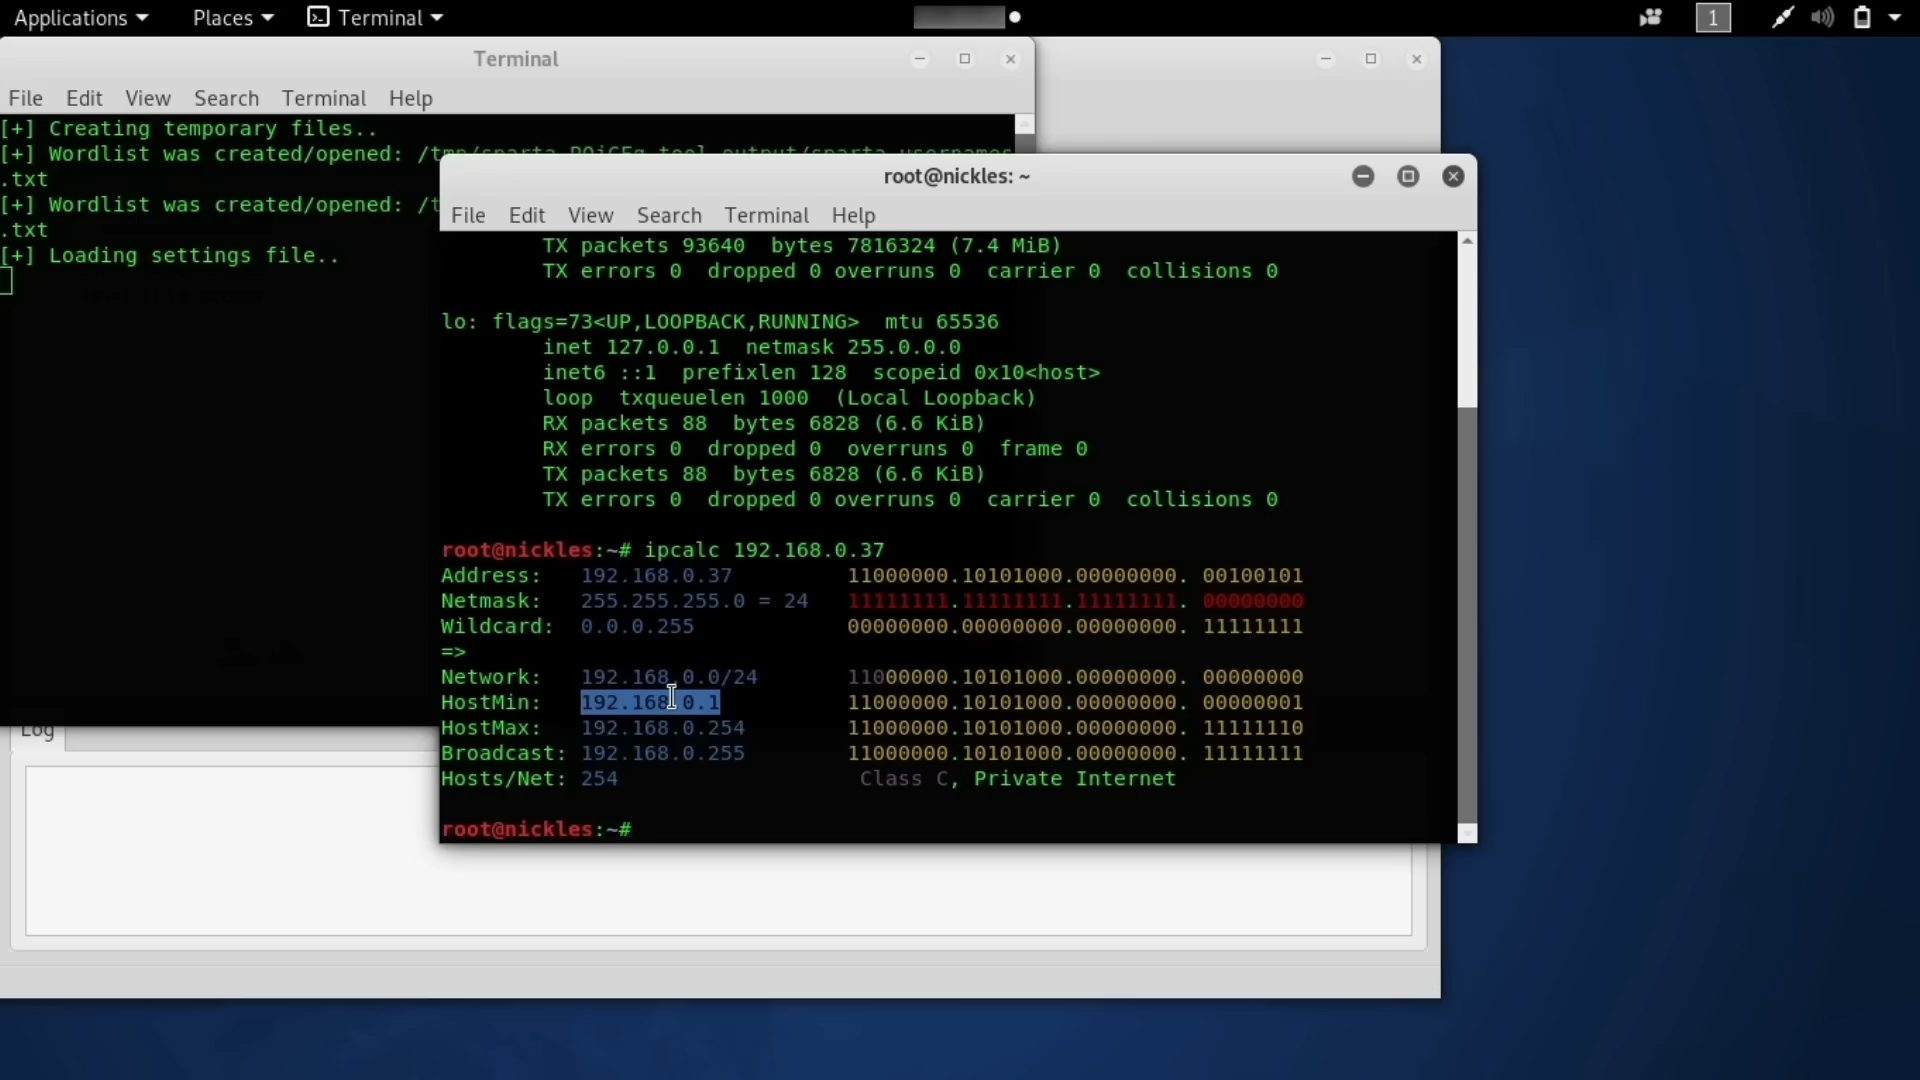 Applications Places Terminal 1
Terminal
File Edit View Search Terminal Help
[+] Creating temporary files..
[+] Wordlist was created/opened: /tmp/sparta
.txt
[+] Wordlist was created/opened: /t
.txt
[+] Loading settings file..
Log
root@nickles: ~
File Edit View Search Terminal Help
TX packets 93640 bytes 7816324 (7.4 MiB)
TX errors 0 dropped 0 overruns 0 carrier 0 collisions 0
lo: flags=73<UP,LOOPBACK,RUNNING> mtu 65536
inet 127.0.0.1 netmask 255.0.0.0
inet6 ::1 prefixlen 128 scopeid 0x10<host>
loop txqueuelen 1000 (Local Loopback)
RX packets 88 bytes 6828 (6.6 KiB)
RX errors 0 dropped 0 overruns 0 frame 0
TX packets 88 bytes 6828 (6.6 KiB)
TX errors 0 dropped 0 overruns 0 carrier 0 collisions 0
root@nickles:~# ipcalc 192.168.0.37
Address: 192.168.0.37 11000000.10101000.00000000. 00100101
Netmask: 255.255.255.0 = 24 11111111.11111111.11111111. 00000000
Wildcard: 0.0.0.255 00000000.00000000.00000000. 11111111
=>
Network: 192.168.0.0/24 11000000.10101000.00000000. 00000000
HostMin: 192.168.0.1 11000000.10101000.00000000. 00000001
HostMax: 192.168.0.254 11000000.10101000.00000000. 11111110
Broadcast: 192.168.0.255 11000000.10101000.00000000. 11111111
Hosts/Net: 254 Class C, Private Internet
root@nickles:~#